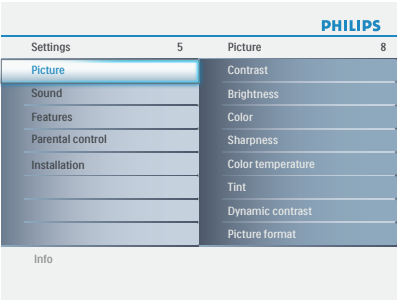 PHILIPS
Settings 5 Picture 8
Picture Contrast
Sound Brightness
Features Color
Parental control Sharpness
Installation Color temperature
Tint
Dynamic contrast
Picture format
Info